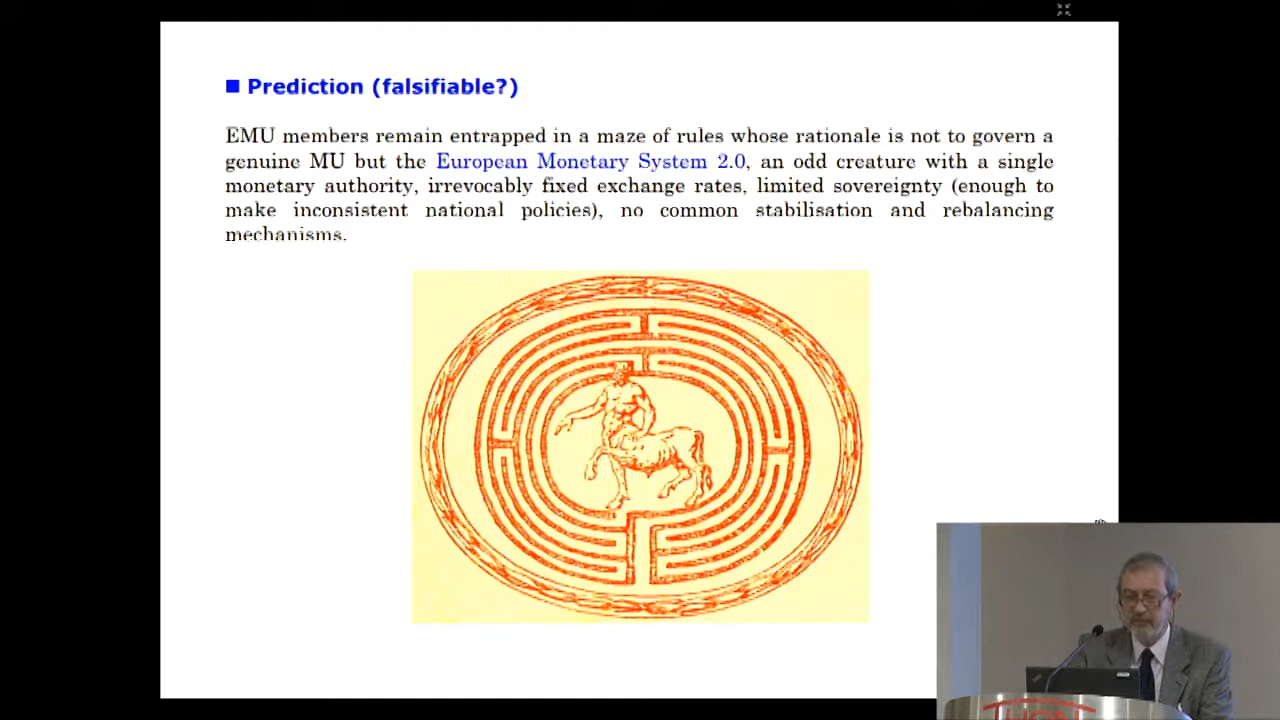 Prediction (falsifiable?)
EMU members remain entrapped in a maze of rules whose rationale is not to govern a
genuine MU but the European Monetary System 2.0, an odd creature with a single
monetary authority, irrevocably fixed exchange rates, limited sovereignty (enough to
make inconsistent national policies), no common stabilisation and rebalancing
mechanisms.
THON